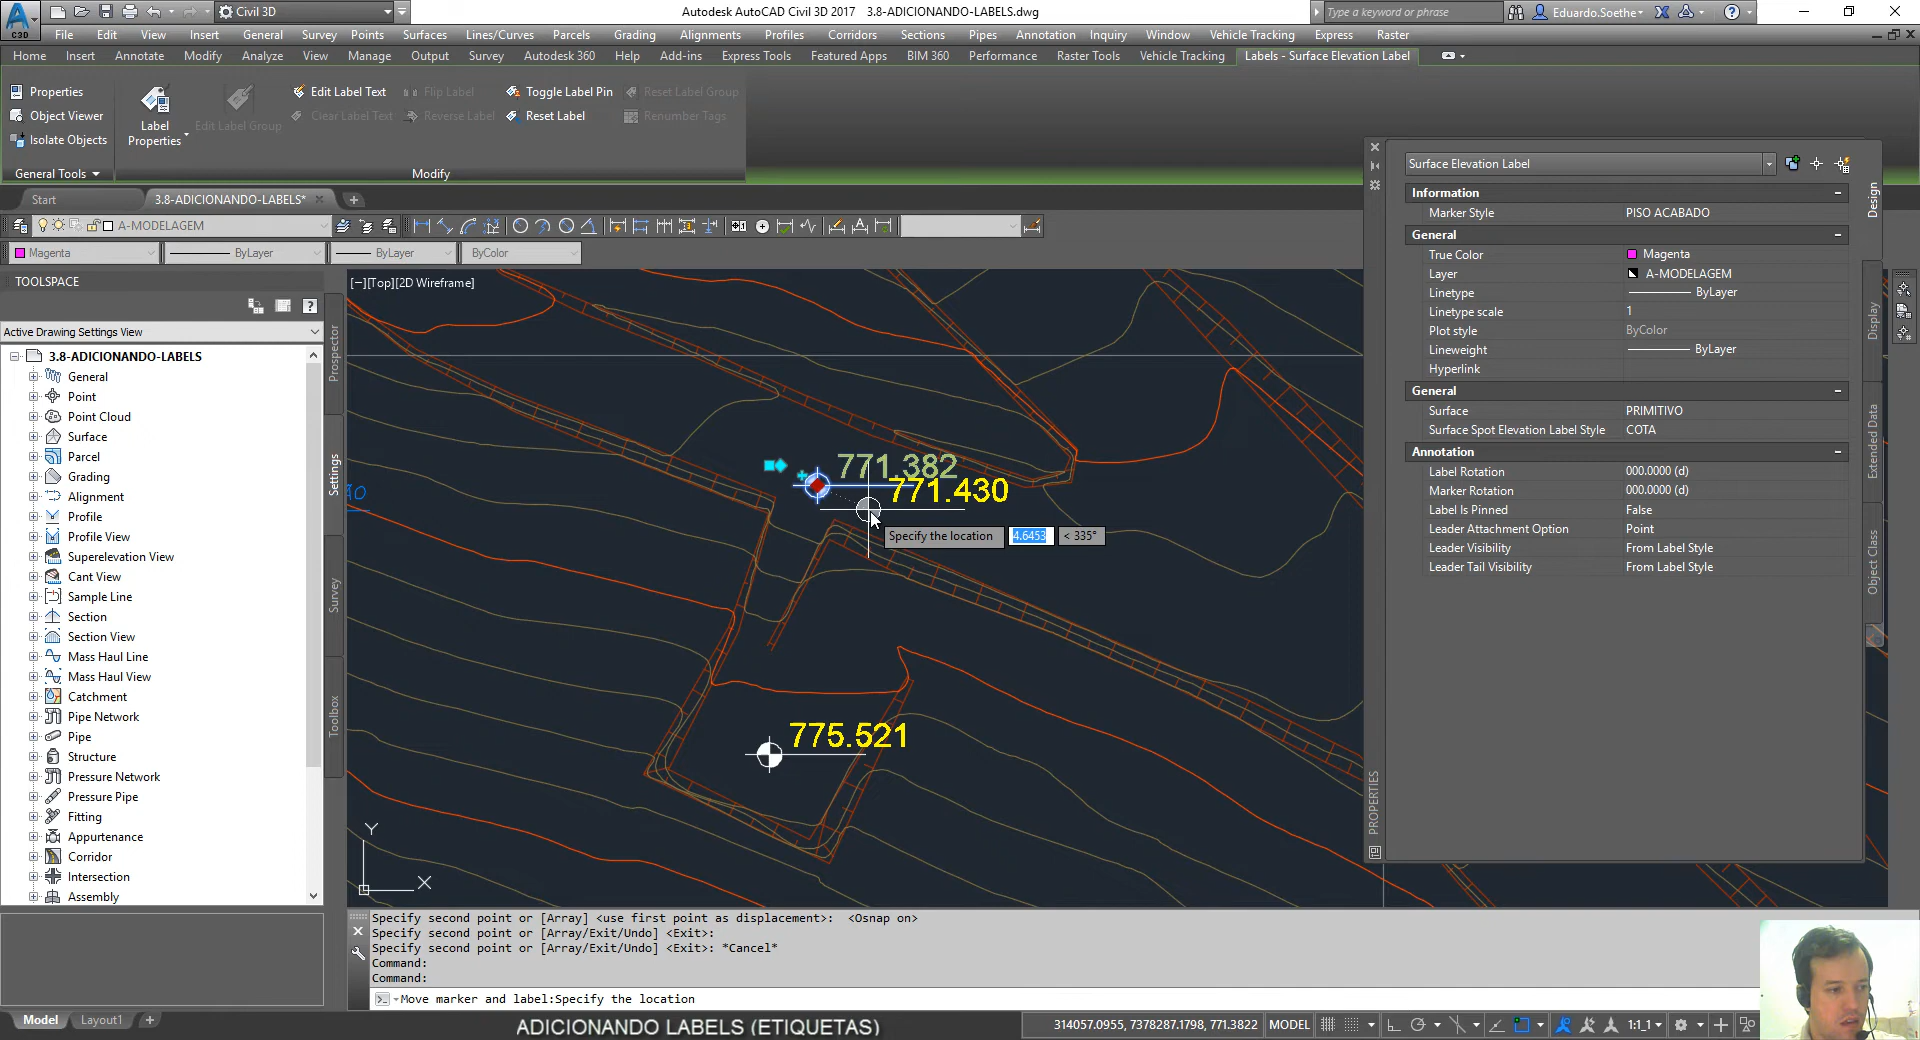 C3D
Civil 3D
Autodesk AutoCAD Civil 3D 2017   3.8-ADICIONANDO-LABELS.dwg
Type a keyword or phrase
Eduardo.Soethe
File Edit View Insert General Survey Points Surfaces Lines/Curves Parcels Grading Alignments Profiles Corridors Sections Pipes Annotation Inquiry Window Vehicle Tracking Express Raster
Home Insert Annotate Modify Analyze View Manage Output Survey Autodesk 360 Help Add-ins Express Tools Featured Apps BIM 360 Performance Raster Tools Vehicle Tracking Labels - Surface Elevation Label
Properties
Object Viewer
Isolate Objects
General Tools
Label Properties
Edit Label Group
Edit Label Text
Clear Label Text
Flip Label
Reverse Label
Toggle Label Pin
Reset Label
Reset Label Group
Renumber Tags
Modify
Start
3.8-ADICIONANDO-LABELS*
A-MODELAGEM
Magenta
ByLayer
ByLayer
ByColor
TOOLSPACE
Active Drawing Settings View
3.8-ADICIONANDO-LABELS
General
Point
Point Cloud
Surface
Parcel
Grading
Alignment
Profile
Profile View
Superelevation View
Cant View
Sample Line
Section
Section View
Mass Haul Line
Mass Haul View
Catchment
Pipe Network
Pipe
Structure
Pressure Network
Pressure Pipe
Fitting
Appurtenance
Corridor
Intersection
Assembly
Prospector
Settings
Survey
Toolbox
[−][Top][2D Wireframe]
771.382
771.430
Specify the location 4.6453 < 335°
775.521
Y
X
Surface Elevation Label
Information
Marker Style PISO ACABADO
General
True Color Magenta
Layer A-MODELAGEM
Linetype ByLayer
Linetype scale 1
Plot style ByColor
Lineweight ByLayer
Hyperlink
General
Surface PRIMITIVO
Surface Spot Elevation Label Style COTA
Annotation
Label Rotation 000.0000 (d)
Marker Rotation 000.0000 (d)
Label Is Pinned False
Leader Attachment Option Point
Leader Visibility From Label Style
Leader Tail Visibility From Label Style
Design
Display
Extended Data
Object Class
PROPERTIES
Specify second point or [Array] <use first point as displacement>:  <Osnap on>
Specify second point or [Array/Exit/Undo] <Exit>:
Specify second point or [Array/Exit/Undo] <Exit>: *Cancel*
Command:
Command:
Move marker and label:Specify the location
Model Layout1
ADICIONANDO LABELS (ETIQUETAS)
314057.0955, 7378287.1798, 771.3822 MODEL 1:1_1